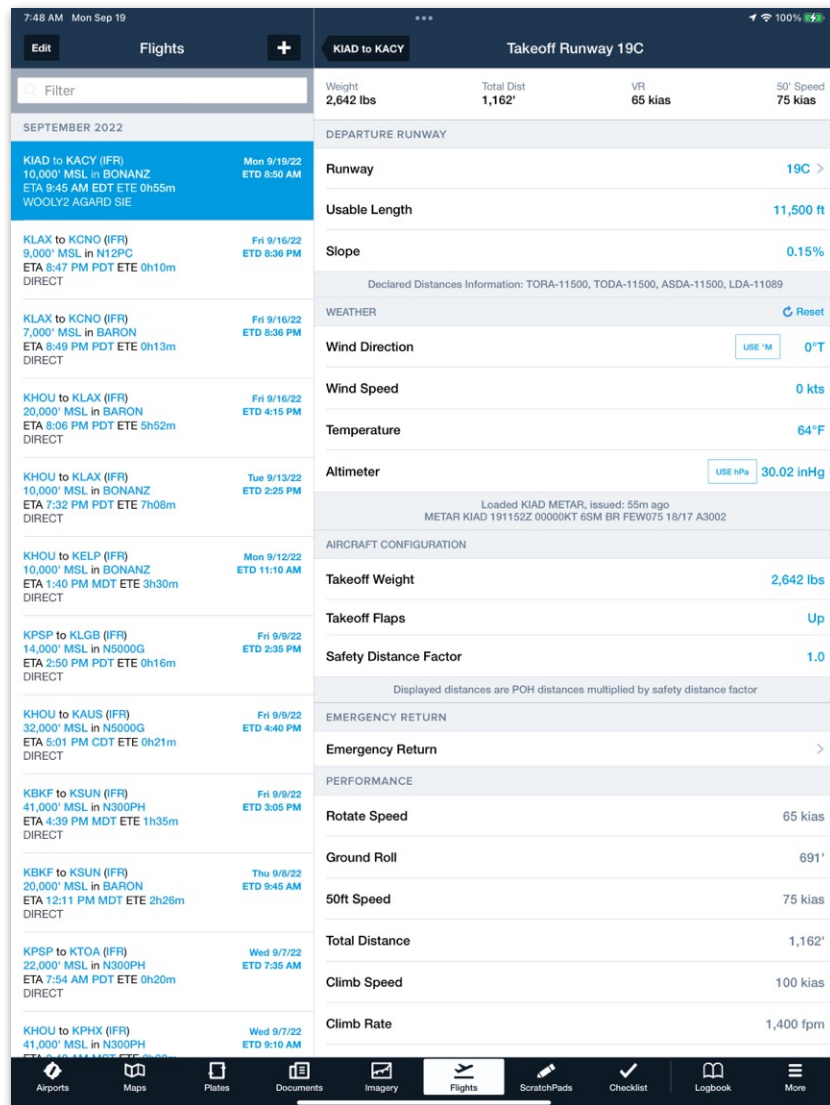 7:48 AM Mon Sep 19
100%
Edit
Flights
+
KIAD to KACY
Takeoff Runway 19C
Filter
SEPTEMBER 2022
KIAD to KACY (IFR) Mon 9/19/22
10,000' MSL in BONANZ ETD 8:50 AM
ETA 9:45 AM EDT ETE 0h55m
WOOLY2 AGARD SIE
KLAX to KCNO (IFR) Fri 9/16/22
9,000' MSL in N12PC ETD 8:36 PM
ETA 8:47 PM PDT ETE 0h10m
DIRECT
KLAX to KCNO (IFR) Fri 9/16/22
7,000' MSL in BARON ETD 8:36 PM
ETA 8:49 PM PDT ETE 0h13m
DIRECT
KHOU to KLAX (IFR) Fri 9/16/22
20,000' MSL in BARON ETD 4:15 PM
ETA 8:06 PM PDT ETE 5h52m
DIRECT
KHOU to KLAX (IFR) Tue 9/13/22
10,000' MSL in BONANZ ETD 2:25 PM
ETA 7:32 PM PDT ETE 7h08m
DIRECT
KHOU to KELP (IFR) Mon 9/12/22
10,000' MSL in BONANZ ETD 11:10 AM
ETA 1:40 PM MDT ETE 3h30m
DIRECT
KPSP to KLGB (IFR) Fri 9/9/22
14,000' MSL in N5000G ETD 2:35 PM
ETA 2:50 PM PDT ETE 0h16m
DIRECT
KHOU to KAUS (IFR) Fri 9/9/22
32,000' MSL in N5000G ETD 4:40 PM
ETA 5:01 PM CDT ETE 0h21m
DIRECT
KBKF to KSUN (IFR) Fri 9/9/22
41,000' MSL in N300PH ETD 3:05 PM
ETA 4:39 PM MDT ETE 1h35m
DIRECT
KBKF to KSUN (IFR) Thu 9/8/22
20,000' MSL in BARON ETD 9:45 AM
ETA 12:11 PM MDT ETE 2h26m
DIRECT
KPSP to KTOA (IFR) Wed 9/7/22
22,000' MSL in N300PH ETD 7:35 AM
ETA 7:54 AM PDT ETE 0h20m
DIRECT
KHOU to KPHX (IFR) Wed 9/7/22
41,000' MSL in N300PH ETD 9:10 AM
Weight Total Dist VR 50' Speed
2,642 lbs 1,162' 65 kias 75 kias
DEPARTURE RUNWAY
Runway 19C >
Usable Length 11,500 ft
Slope 0.15%
Declared Distances Information: TORA-11500, TODA-11500, ASDA-11500, LDA-11089
WEATHER Reset
Wind Direction USE °M 0°T
Wind Speed 0 kts
Temperature 64°F
Altimeter USE hPa 30.02 inHg
Loaded KIAD METAR, issued: 55m ago
METAR KIAD 191152Z 00000KT 6SM BR FEW075 18/17 A3002
AIRCRAFT CONFIGURATION
Takeoff Weight 2,642 lbs
Takeoff Flaps Up
Safety Distance Factor 1.0
Displayed distances are POH distances multiplied by safety distance factor
EMERGENCY RETURN
Emergency Return >
PERFORMANCE
Rotate Speed 65 kias
Ground Roll 691'
50ft Speed 75 kias
Total Distance 1,162'
Climb Speed 100 kias
Climb Rate 1,400 fpm
Airports Maps Plates Documents Imagery Flights ScratchPads Checklist Logbook More